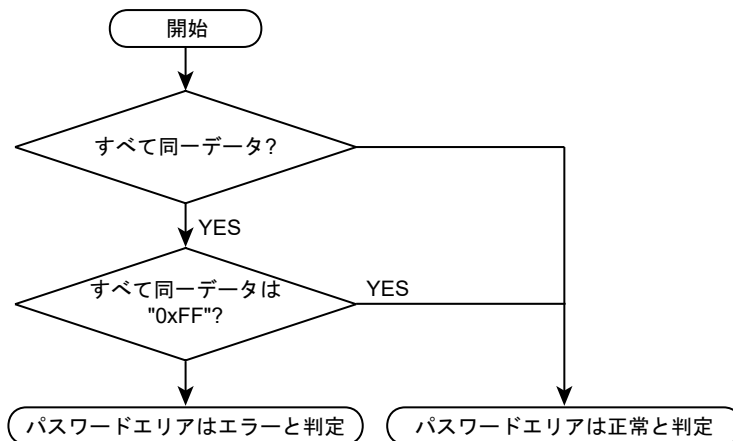 開始
すべて同一データ?
YES
すべて同一データは
"0xFF"?
YES
パスワードエリアはエラーと判定
パスワードエリアは正常と判定